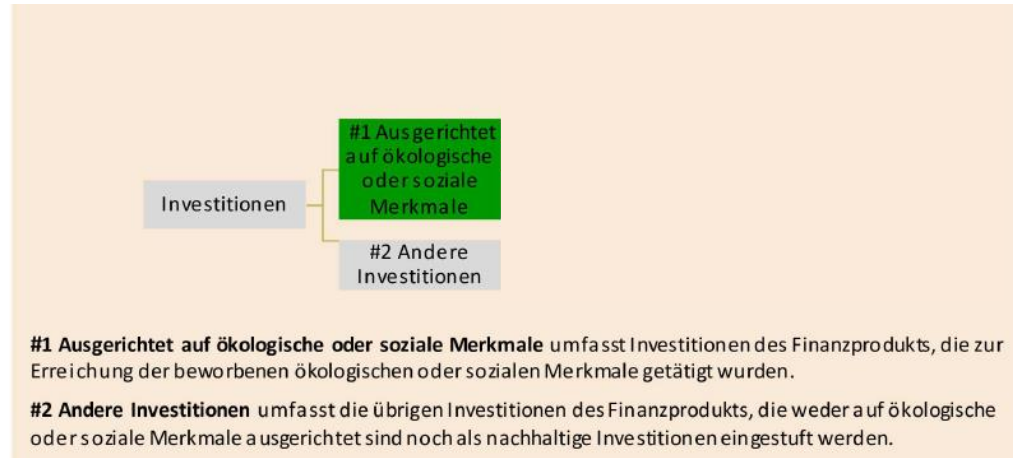 #1 Ausgerichtet
auf ökologische
oder soziale
Merkmale
Investitionen
#2 Andere
Investitionen
#1 Ausgerichtet auf ökologische oder soziale Merkmale umfasst Investitionen des Finanzprodukts, die zur
Erreichung der beworbenen ökologischen oder sozialen Merkmale getätigt wurden.
#2 Andere Investitionen umfasst die übrigen Investitionen des Finanzprodukts, die weder auf ökologische
oder soziale Merkmale ausgerichtet sind noch als nachhaltige Investitionen eingestuft werden.